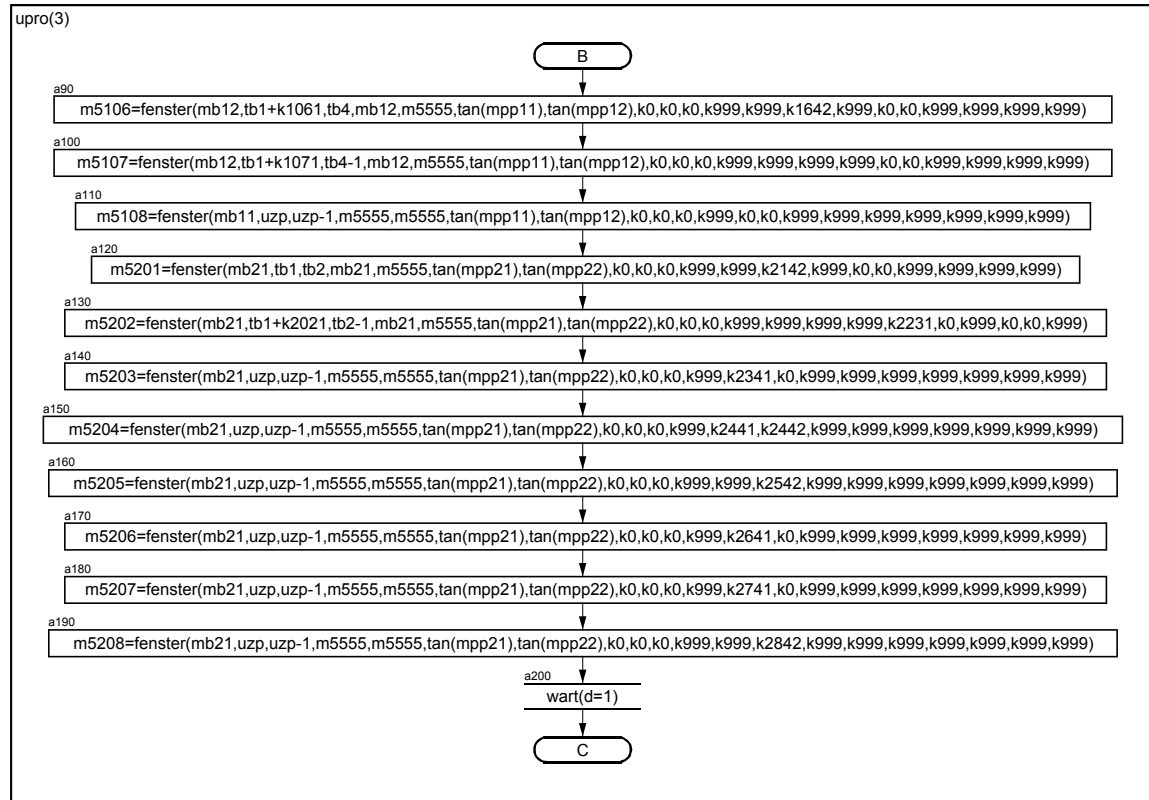 upro(3)
B
a90
m5106=fenster(mb12,tb1+k1061,tb4,mb12,m5555,tan(mpp11),tan(mpp12),k0,k0,k0,k999,k999,k1642,k999,k0,k0,k999,k999,k999,k999)
a100
m5107=fenster(mb12,tb1+k1071,tb4-1,mb12,m5555,tan(mpp11),tan(mpp12),k0,k0,k0,k999,k999,k999,k999,k0,k0,k999,k999,k999,k999)
a110
m5108=fenster(mb11,uzp,uzp-1,m5555,m5555,tan(mpp11),tan(mpp12),k0,k0,k0,k999,k0,k0,k999,k999,k999,k999,k999,k999,k999)
a120
m5201=fenster(mb21,tb1,tb2,mb21,m5555,tan(mpp21),tan(mpp22),k0,k0,k0,k999,k999,k2142,k999,k0,k0,k999,k999,k999,k999)
a130
m5202=fenster(mb21,tb1+k2021,tb2-1,mb21,m5555,tan(mpp21),tan(mpp22),k0,k0,k0,k999,k999,k999,k999,k2231,k0,k999,k0,k0,k999)
a140
m5203=fenster(mb21,uzp,uzp-1,m5555,m5555,tan(mpp21),tan(mpp22),k0,k0,k0,k999,k2341,k0,k999,k999,k999,k999,k999,k999,k999)
a150
m5204=fenster(mb21,uzp,uzp-1,m5555,m5555,tan(mpp21),tan(mpp22),k0,k0,k0,k999,k2441,k2442,k999,k999,k999,k999,k999,k999,k999)
a160
m5205=fenster(mb21,uzp,uzp-1,m5555,m5555,tan(mpp21),tan(mpp22),k0,k0,k0,k999,k999,k2542,k999,k999,k999,k999,k999,k999,k999)
a170
m5206=fenster(mb21,uzp,uzp-1,m5555,m5555,tan(mpp21),tan(mpp22),k0,k0,k0,k999,k2641,k0,k999,k999,k999,k999,k999,k999,k999)
a180
m5207=fenster(mb21,uzp,uzp-1,m5555,m5555,tan(mpp21),tan(mpp22),k0,k0,k0,k999,k2741,k0,k999,k999,k999,k999,k999,k999,k999)
a190
m5208=fenster(mb21,uzp,uzp-1,m5555,m5555,tan(mpp21),tan(mpp22),k0,k0,k0,k999,k999,k2842,k999,k999,k999,k999,k999,k999,k999)
a200
wart(d=1)
C